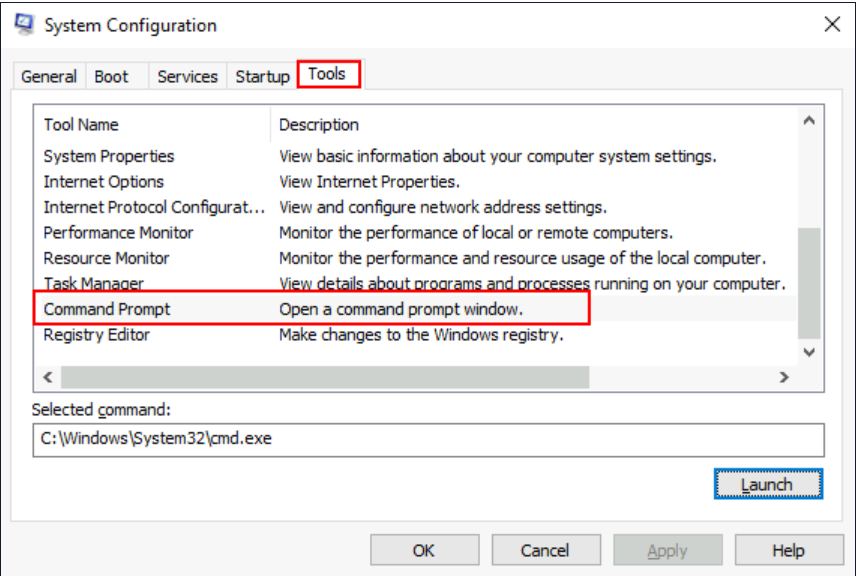 System Configuration
General Boot Services Startup Tools
Tool Name Description
System Properties View basic information about your computer system settings.
Internet Options View Internet Properties.
Internet Protocol Configurat... View and configure network address settings.
Performance Monitor Monitor the performance of local or remote computers.
Resource Monitor Monitor the performance and resource usage of the local computer.
Task Manager View details about programs and processes running on your computer.
Command Prompt Open a command prompt window.
Registry Editor Make changes to the Windows registry.
Selected command:
C:\Windows\System32\cmd.exe
Launch
OK Cancel Apply Help